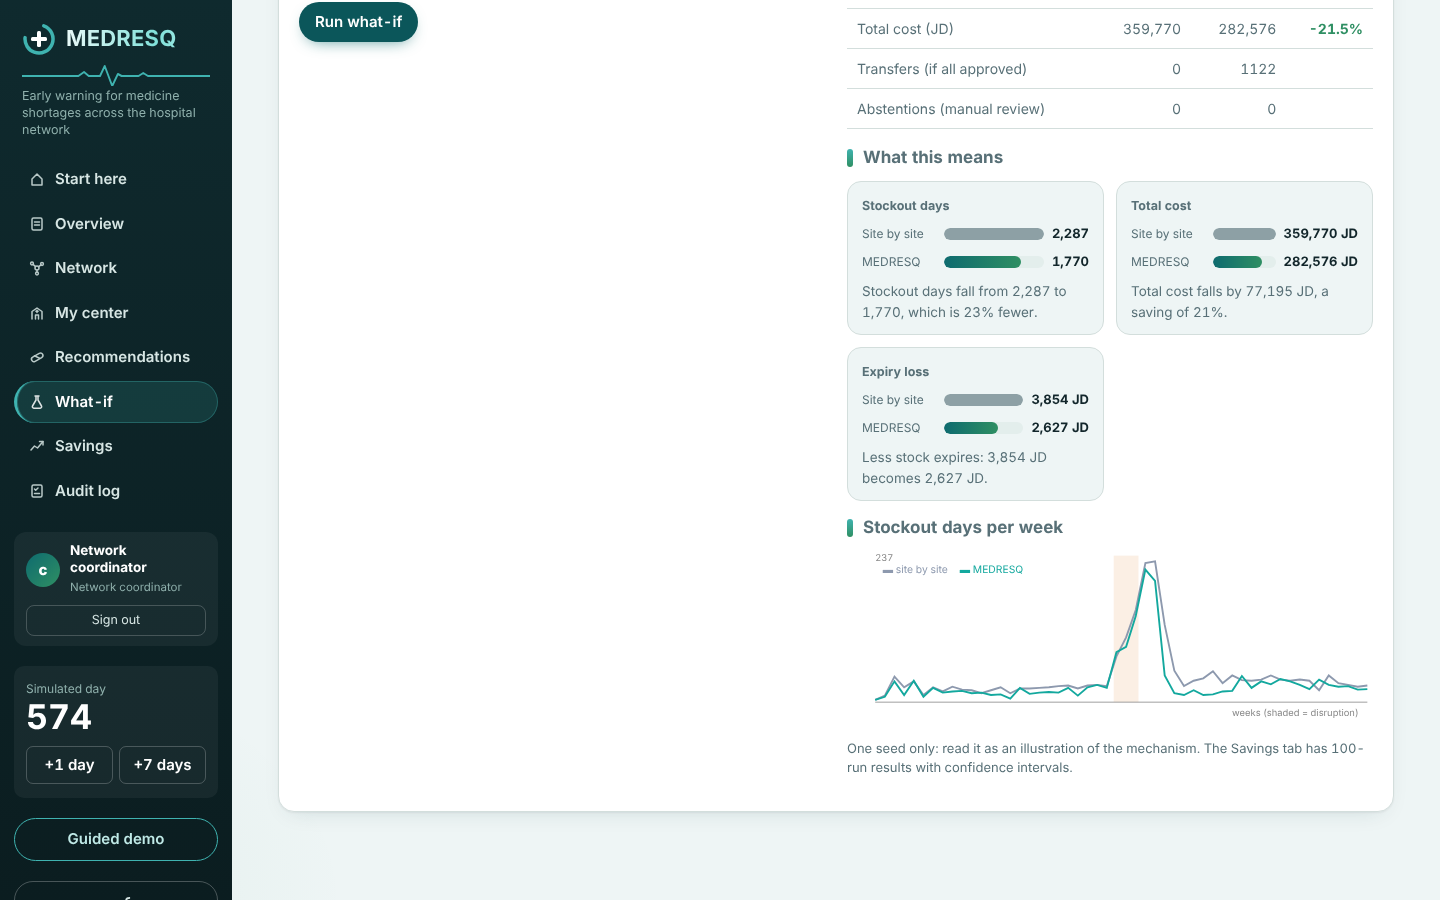 MEDRESQ
Early warning for medicine
shortages across the hospital
network
Start here
Overview
Network
My center
Recommendations
What-if
Savings
Audit log
c
Network
coordinator
Network coordinator
Sign out
Simulated day
574
+1 day
+7 days
Guided demo
Run what-if
Total cost (JD) 359,770 282,576 -21.5%
Transfers (if all approved) 0 1122
Abstentions (manual review) 0 0
What this means
Stockout days
Site by site 2,287
MEDRESQ 1,770
Stockout days fall from 2,287 to
1,770, which is 23% fewer.
Total cost
Site by site 359,770 JD
MEDRESQ 282,576 JD
Total cost falls by 77,195 JD, a
saving of 21%.
Expiry loss
Site by site 3,854 JD
MEDRESQ 2,627 JD
Less stock expires: 3,854 JD
becomes 2,627 JD.
Stockout days per week
237
site by site MEDRESQ
weeks (shaded = disruption)
One seed only: read it as an illustration of the mechanism. The Savings tab has 100-
run results with confidence intervals.